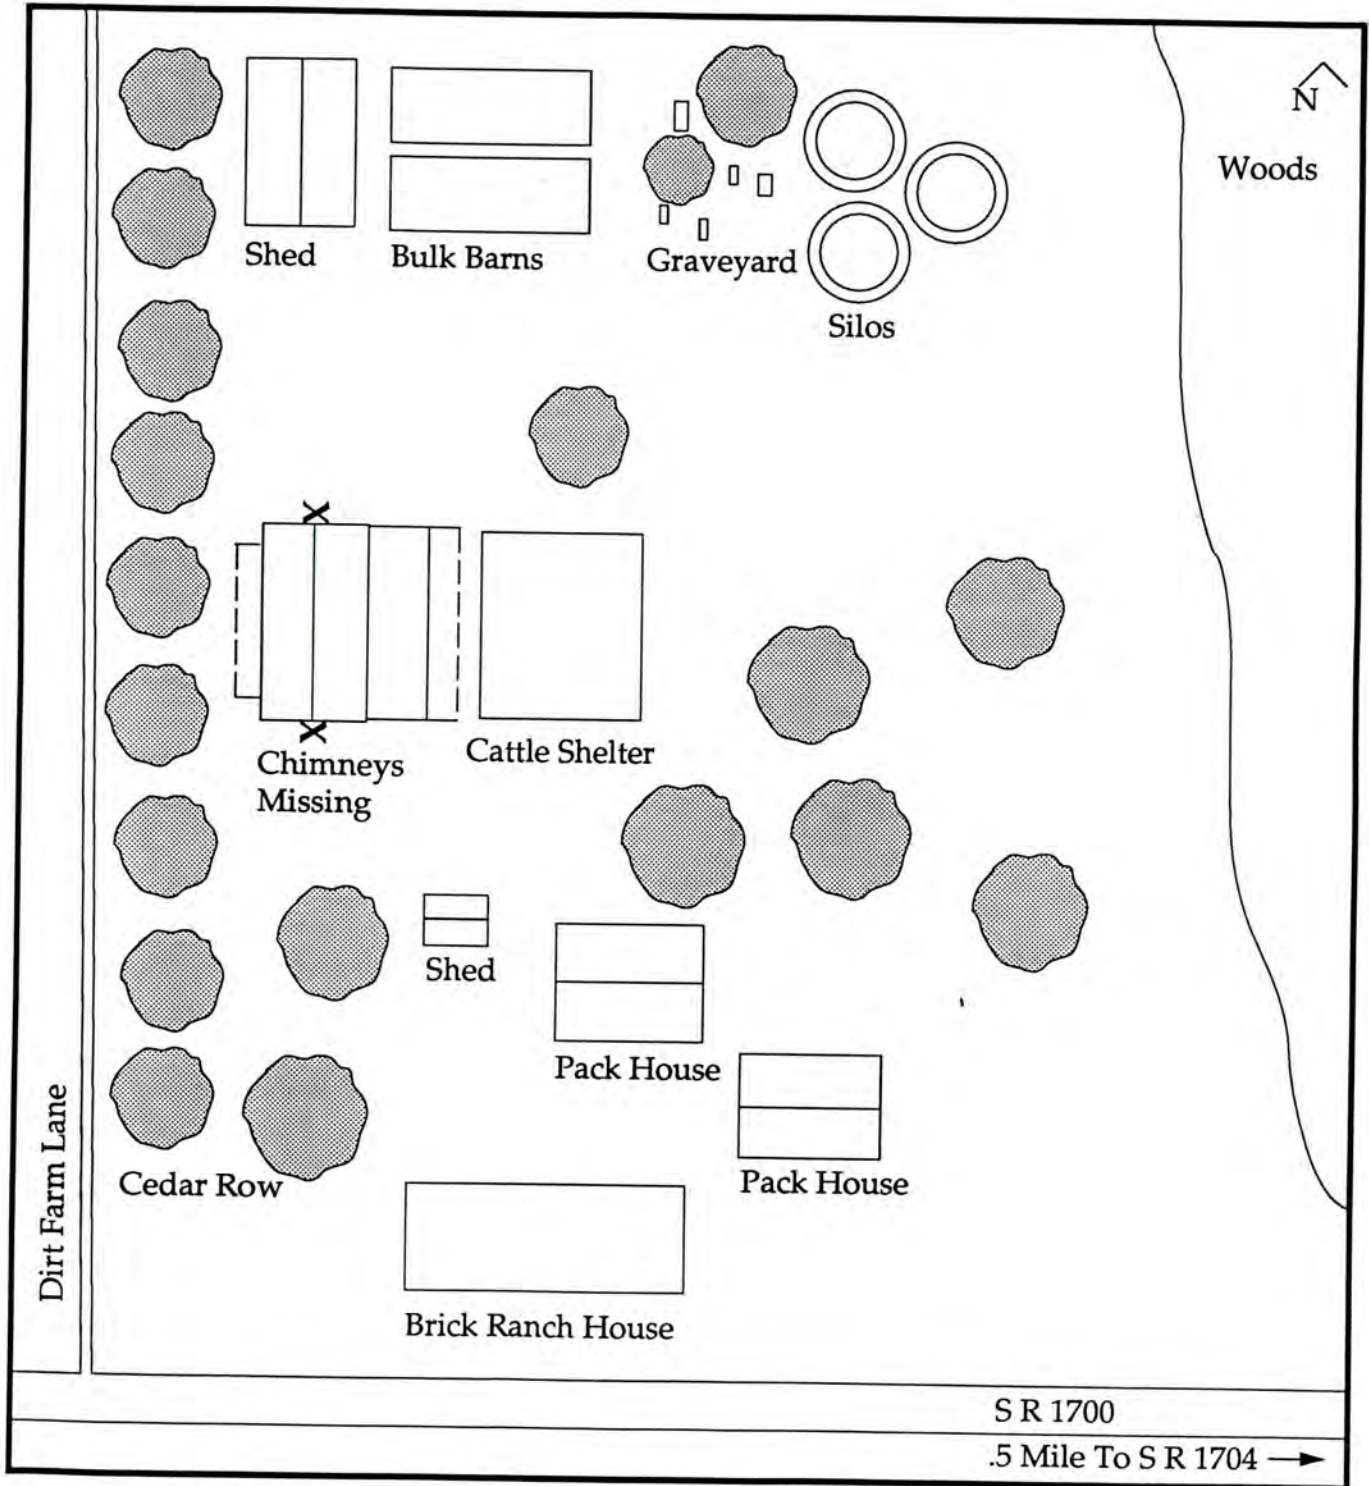 N
Woods
Shed
Bulk Barns
Graveyard
Silos
X
X
Chimneys
Missing
Cattle Shelter
Shed
Pack House
Pack House
Cedar Row
Dirt Farm Lane
Brick Ranch House
S R 1700
.5 Mile To S R 1704